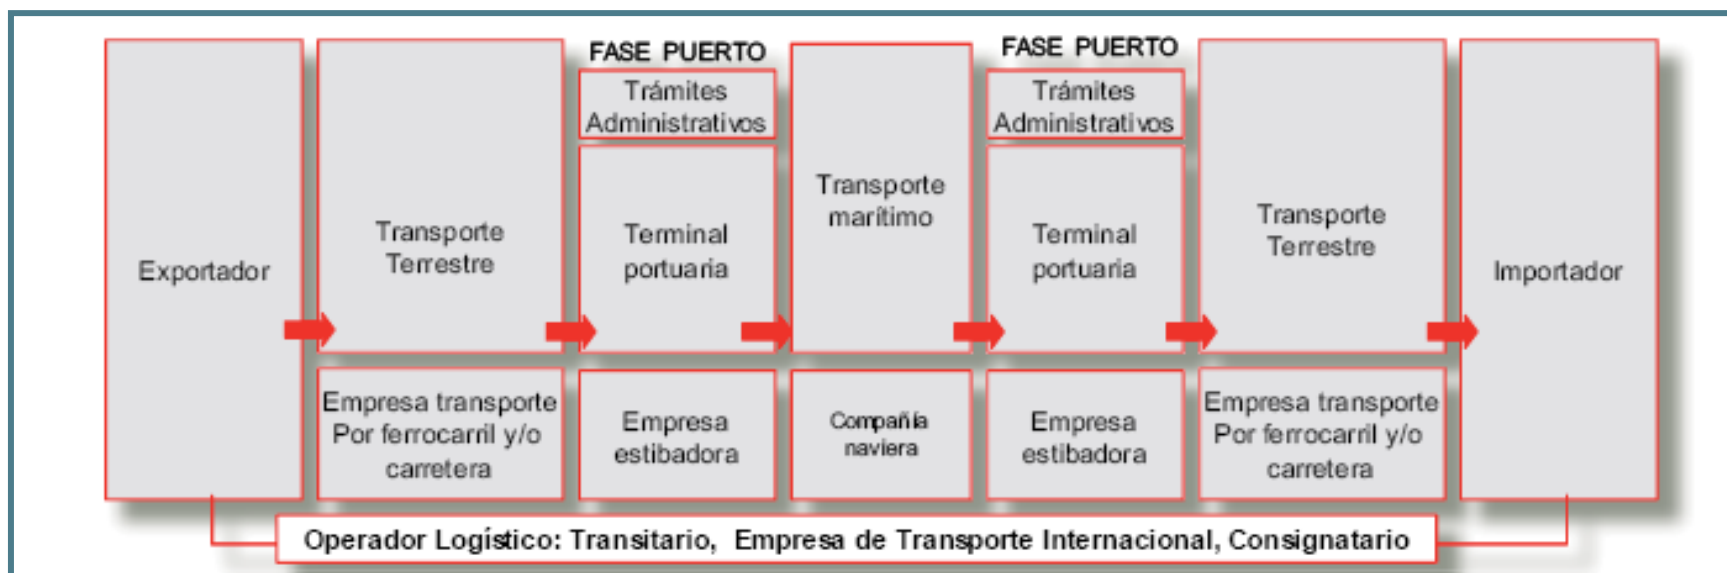 Exportador
Transporte
Terrestre
Empresa transporte
Por ferrocarril y/o
carretera
FASE PUERTO
Trámites
Administrativos
Terminal
portuaria
Empresa
estibadora
Transporte
marítimo
Compañía
naviera
FASE PUERTO
Trámites
Administrativos
Terminal
portuaria
Empresa
estibadora
Transporte
Terrestre
Empresa transporte
Por ferrocarril y/o
carretera
Importador
Operador Logístico: Transitario, Empresa de Transporte Internacional, Consignatario